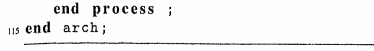 end process ;
115 end arch;